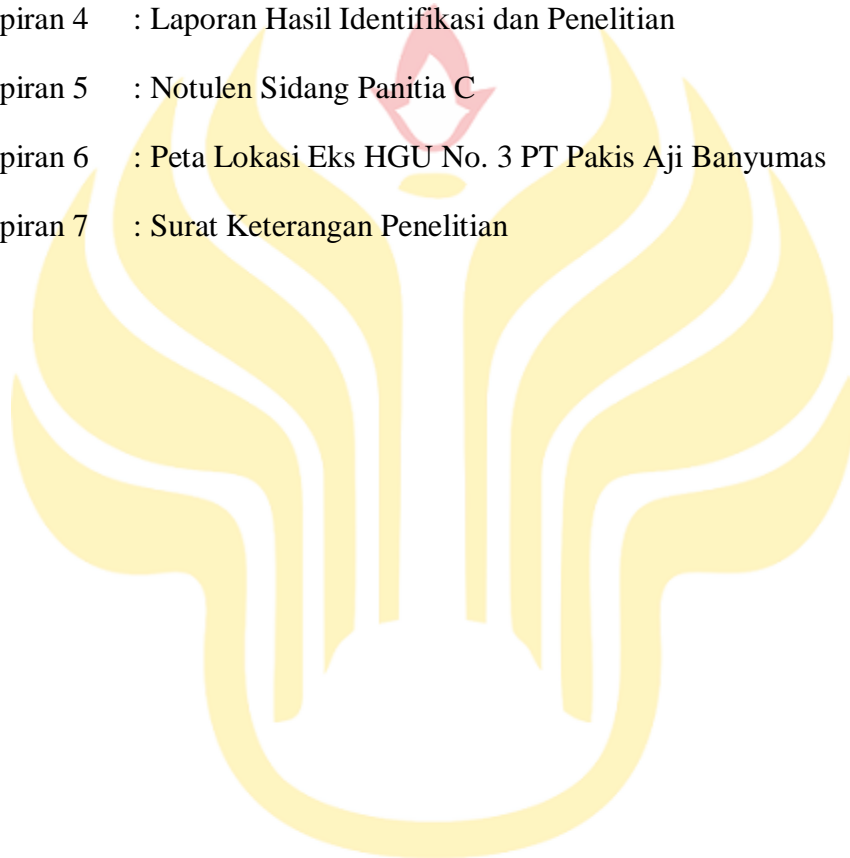 piran 4 : Laporan Hasil Identifikasi dan Penelitian
piran 5 : Notulen Sidang Panitia C
piran 6 : Peta Lokasi Eks HGU No. 3 PT Pakis Aji Banyumas
piran 7 : Surat Keterangan Penelitian